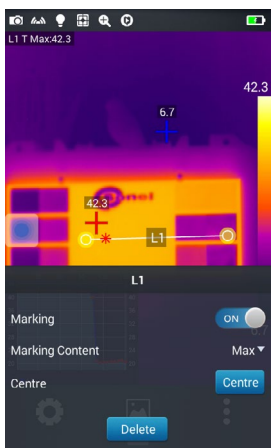 L1 T Max:42.3
42.3
6.7
42.3
onel
L1
L1
Marking
ON
Marking Content
Max
Centre
Centre
Delete